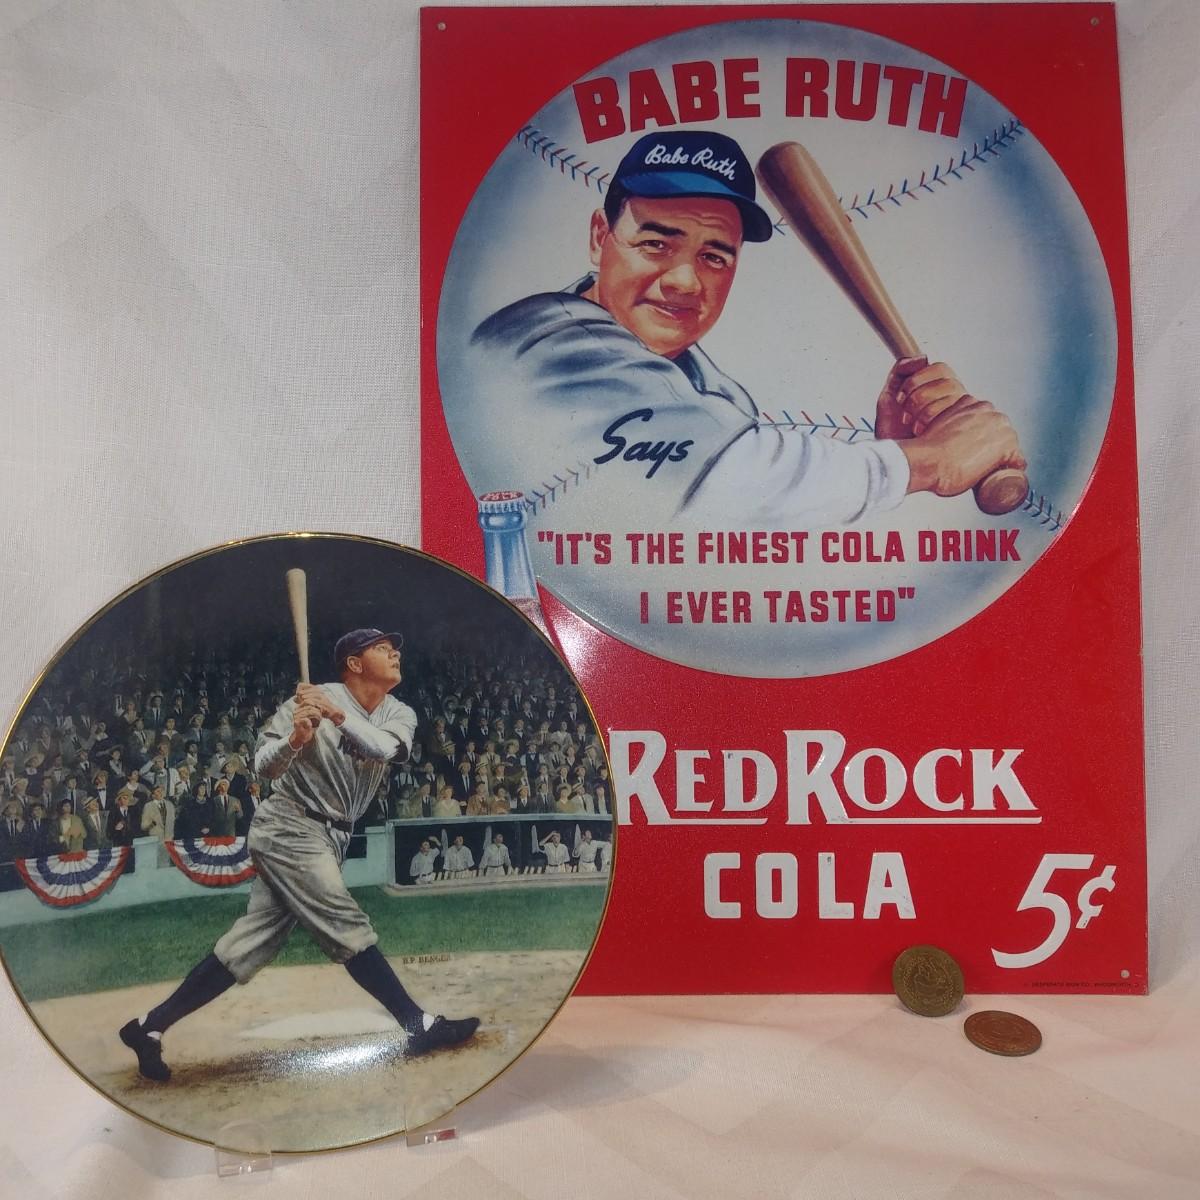 BABE RUTH
Babe Ruth
Says
"IT'S THE FINEST COLA DRINK
I EVER TASTED"
RED ROCK
COLA
5¢